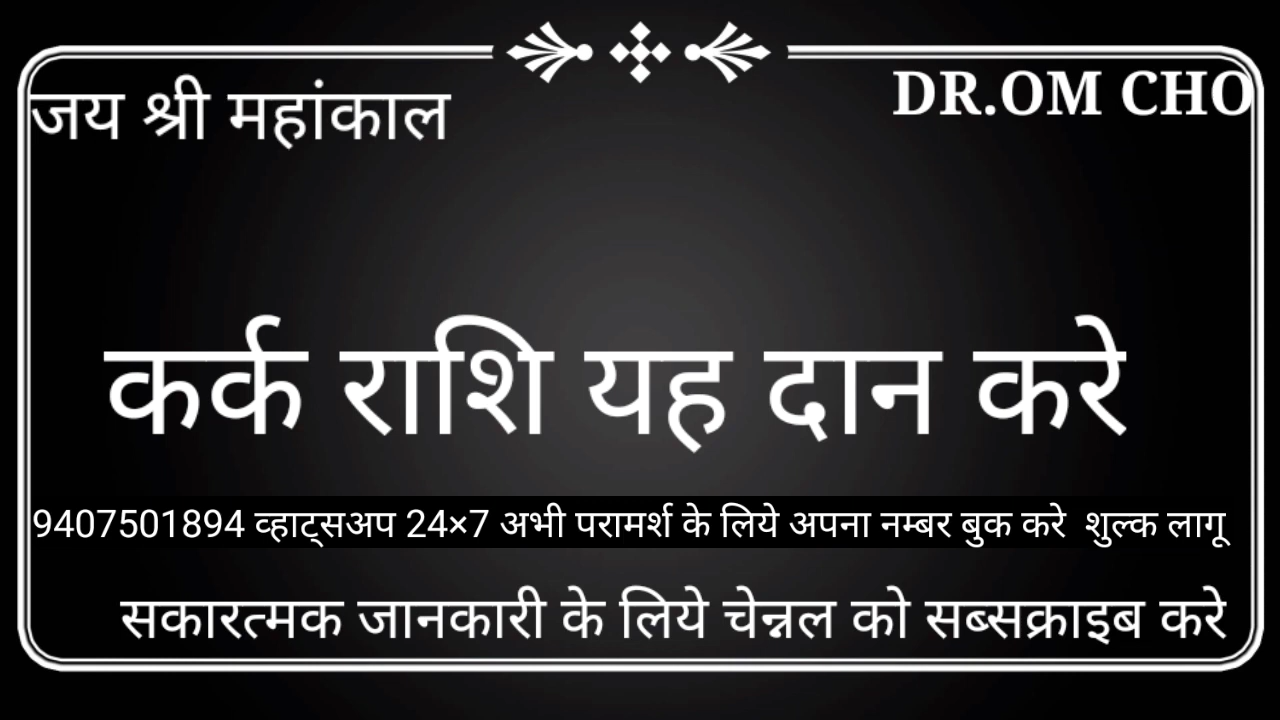 जय श्री महांकाल
DR.OM CHO
कर्क राशि यह दान करे
9407501894 व्हाट्सअप 24×7 अभी परामर्श के लिये अपना नम्बर बुक करे शुल्क लागू
सकारत्मक जानकारी के लिये चेन्नल को सब्सक्राइब करे